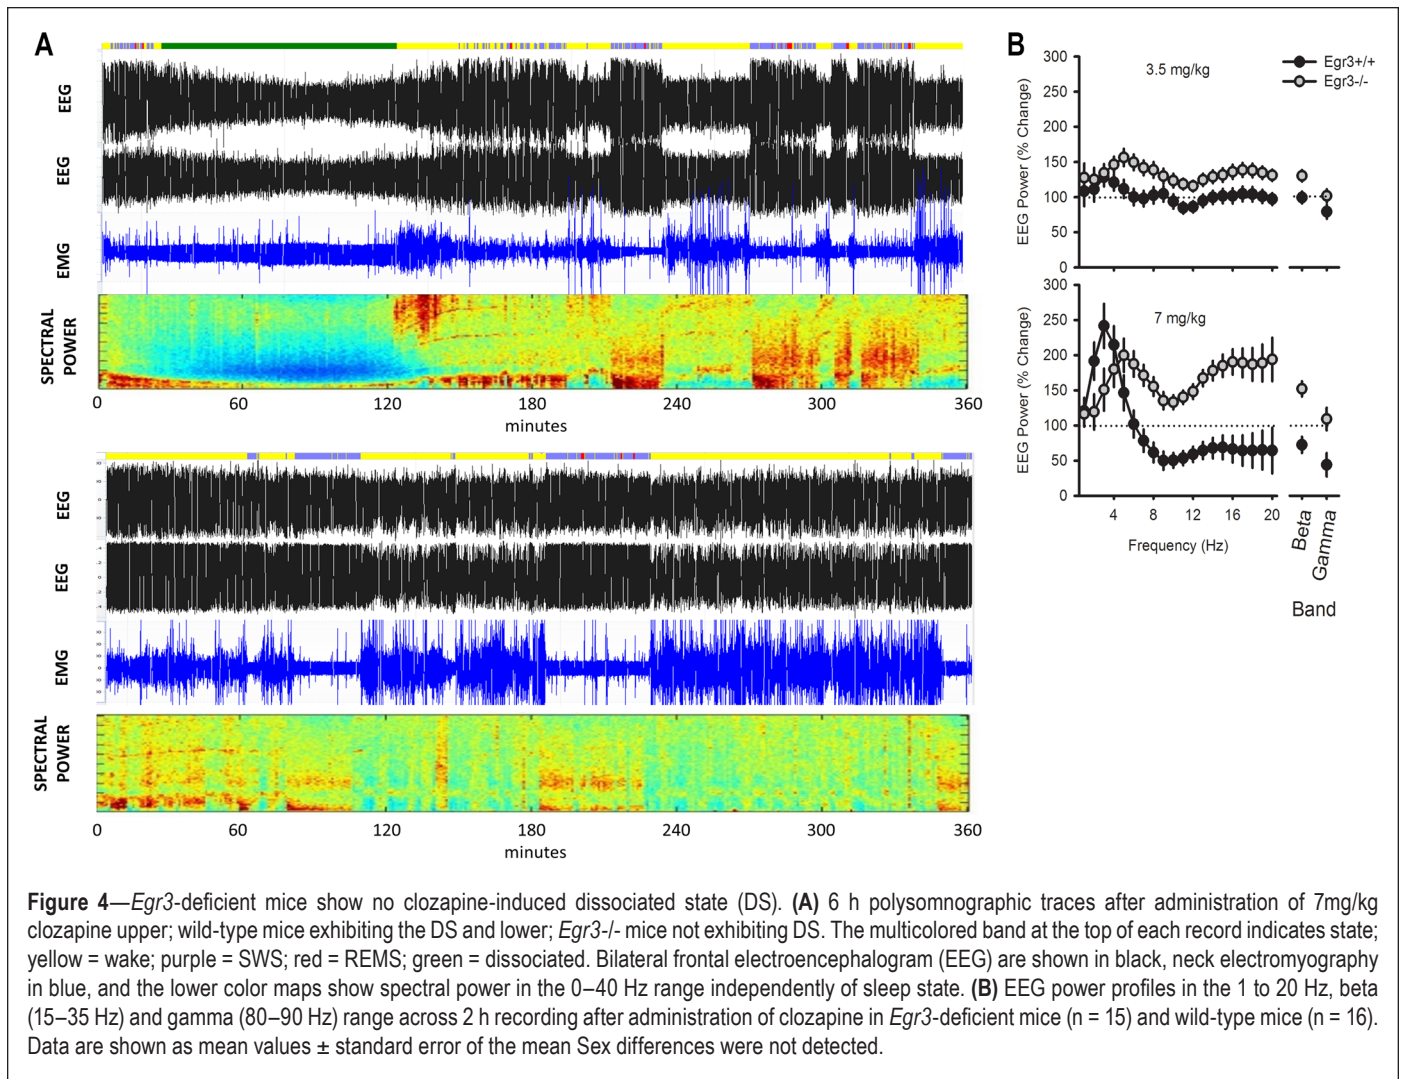 A
EEG
EEG
EMG
SPECTRAL
POWER
0 60 120 180 240 300 360
minutes
EEG
EEG
EMG
SPECTRAL
POWER
0 60 120 180 240 300 360
minutes
B
3.5 mg/kg
Egr3+/+
Egr3-/-
EEG Power (% Change)
300
250
200
150
100
50
0
7 mg/kg
EEG Power (% Change)
300
250
200
150
100
50
0
4 8 12 16 20
Frequency (Hz)
Beta
Gamma
Band
Figure 4—Egr3-deficient mice show no clozapine-induced dissociated state (DS). (A) 6 h polysomnographic traces after administration of 7mg/kg
clozapine upper; wild-type mice exhibiting the DS and lower; Egr3-/- mice not exhibiting DS. The multicolored band at the top of each record indicates state;
yellow = wake; purple = SWS; red = REMS; green = dissociated. Bilateral frontal electroencephalogram (EEG) are shown in black, neck electromyography
in blue, and the lower color maps show spectral power in the 0–40 Hz range independently of sleep state. (B) EEG power profiles in the 1 to 20 Hz, beta
(15–35 Hz) and gamma (80–90 Hz) range across 2 h recording after administration of clozapine in Egr3-deficient mice (n = 15) and wild-type mice (n = 16).
Data are shown as mean values ± standard error of the mean Sex differences were not detected.